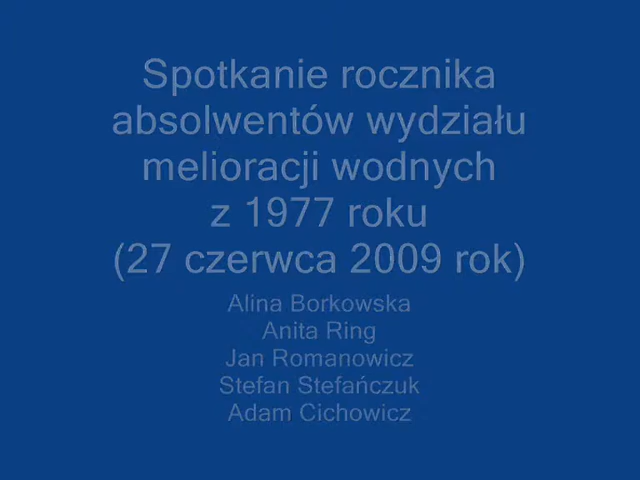 Spotkanie rocznika
absolwentów wydziału
melioracji wodnych
z 1977 roku
(27 czerwca 2009 rok)
Alina Borkowska
Anita Ring
Jan Romanowicz
Stefan Stefańczuk
Adam Cichowicz